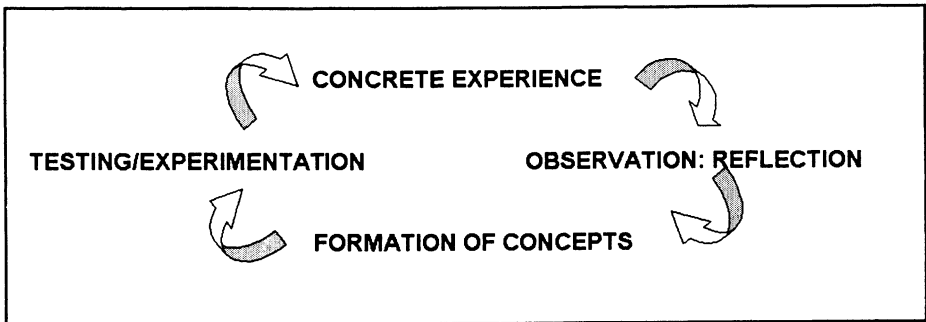 CONCRETE EXPERIENCE
TESTING/EXPERIMENTATION
OBSERVATION: REFLECTION
FORMATION OF CONCEPTS